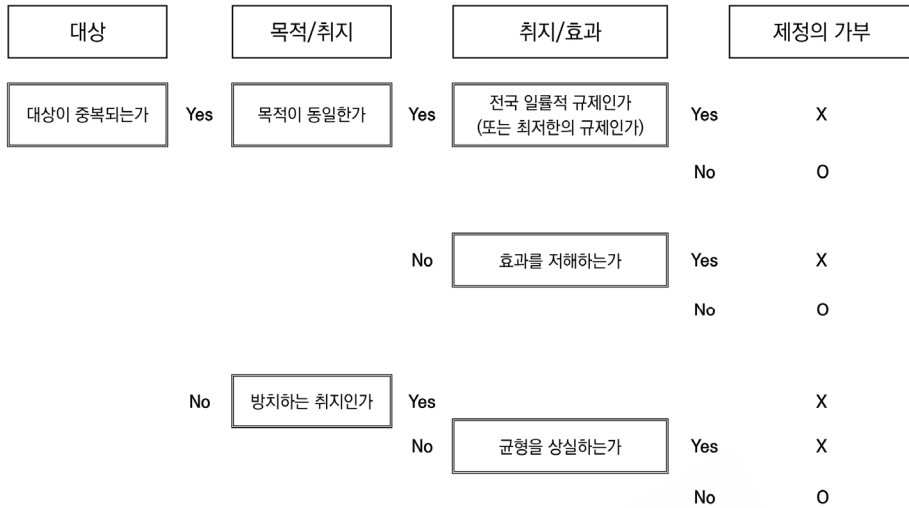 대상 목적/취지 취지/효과 제정의 가부
대상이 중복되는가 Yes 목적이 동일한가 Yes 전국 일률적 규제인가 Yes X
(또는 최저한의 규제인가)
No O
No 효과를 저해하는가 Yes X
No O
No 방치하는 취지인가 Yes X
No 균형을 상실하는가 Yes X
No O